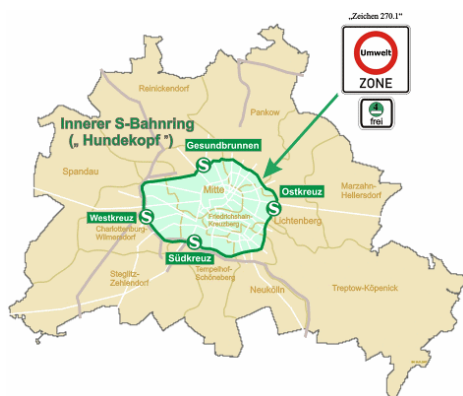 „Zeichen 270.1"
Umwelt
ZONE
4
frei
Reinickendorf
Pankow
Innerer S-Bahnring
(„ Hundekopf ")
Gesundbrunnen
S
Spandau
Mitte
Ostkreuz
S
Marzahn-
Hellersdorf
Westkreuz
S
Friedrichshain-
Kreuzberg
Lichtenberg
Charlottenburg-
Wilmersdorf
S
Südkreuz
Steglitz-
Zehlendorf
Tempelhof-
Schöneberg
Neukölln
Treptow-Köpenick